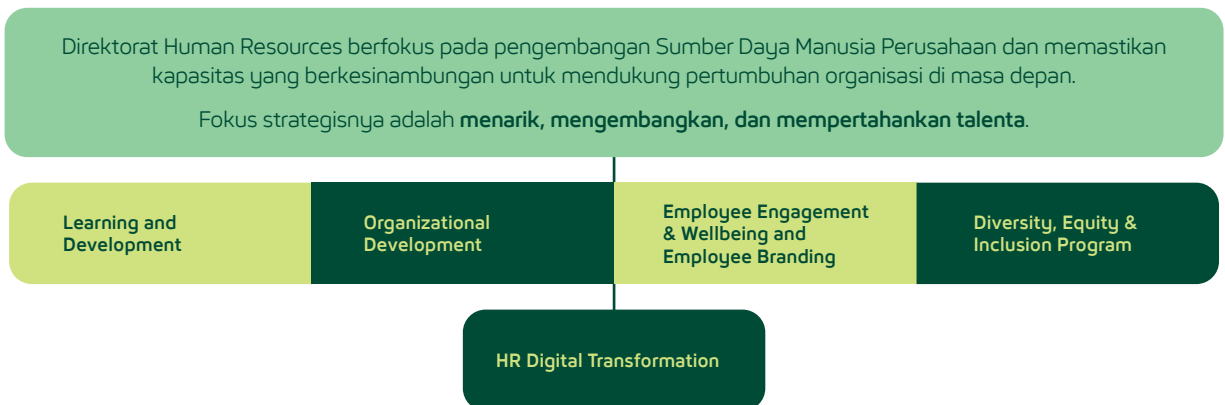 Direktorat Human Resources berfokus pada pengembangan Sumber Daya Manusia Perusahaan dan memastikan
kapasitas yang berkesinambungan untuk mendukung pertumbuhan organisasi di masa depan.
Fokus strategisnya adalah menarik, mengembangkan, dan mempertahankan talenta.
Learning and
Development
Organizational
Development
Employee Engagement
& Wellbeing and
Employee Branding
Diversity, Equity &
Inclusion Program
HR Digital Transformation